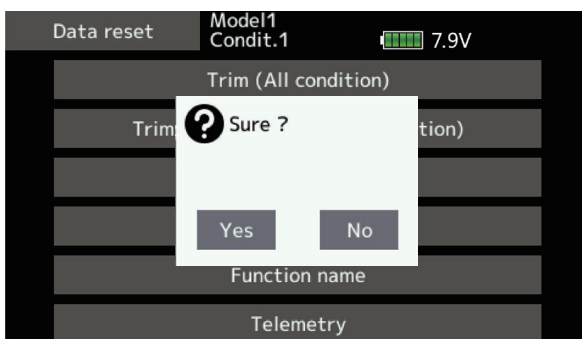 Data reset
Model1
Condit.1
7.9V
Trim (All condition)
Trim
tion)
Sure ?
Yes
No
Function name
Telemetry